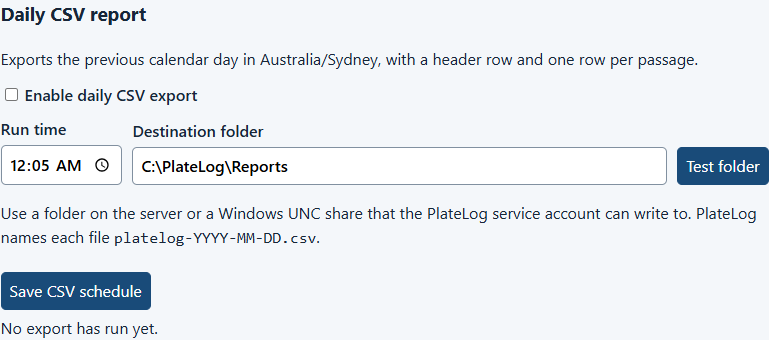 Daily CSV report
Exports the previous calendar day in Australia/Sydney, with a header row and one row per passage.
Enable daily CSV export
Run time
Destination folder
12:05 AM
C:\PlateLog\Reports
Test folder
Use a folder on the server or a Windows UNC share that the PlateLog service account can write to. PlateLog
names each file platelog-YYYY-MM-DD.csv.
Save CSV schedule
No export has run yet.